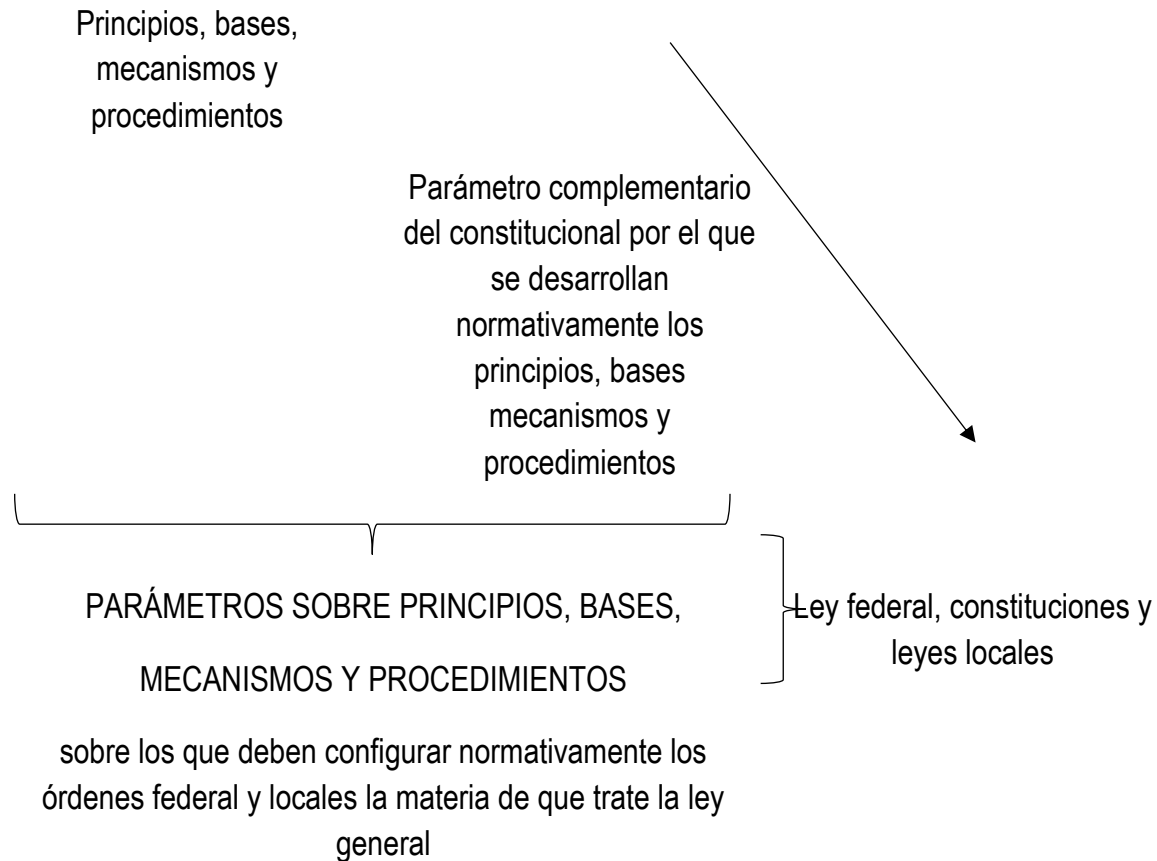 Principios, bases,
mecanismos y
procedimientos
Parámetro complementario
del constitucional por el que
se desarrollan
normativamente los
principios, bases
mecanismos y
procedimientos
PARÁMETROS SOBRE PRINCIPIOS, BASES,
MECANISMOS Y PROCEDIMIENTOS
sobre los que deben configurar normativamente los
órdenes federal y locales la materia de que trate la ley
general
Ley federal, constituciones y
leyes locales